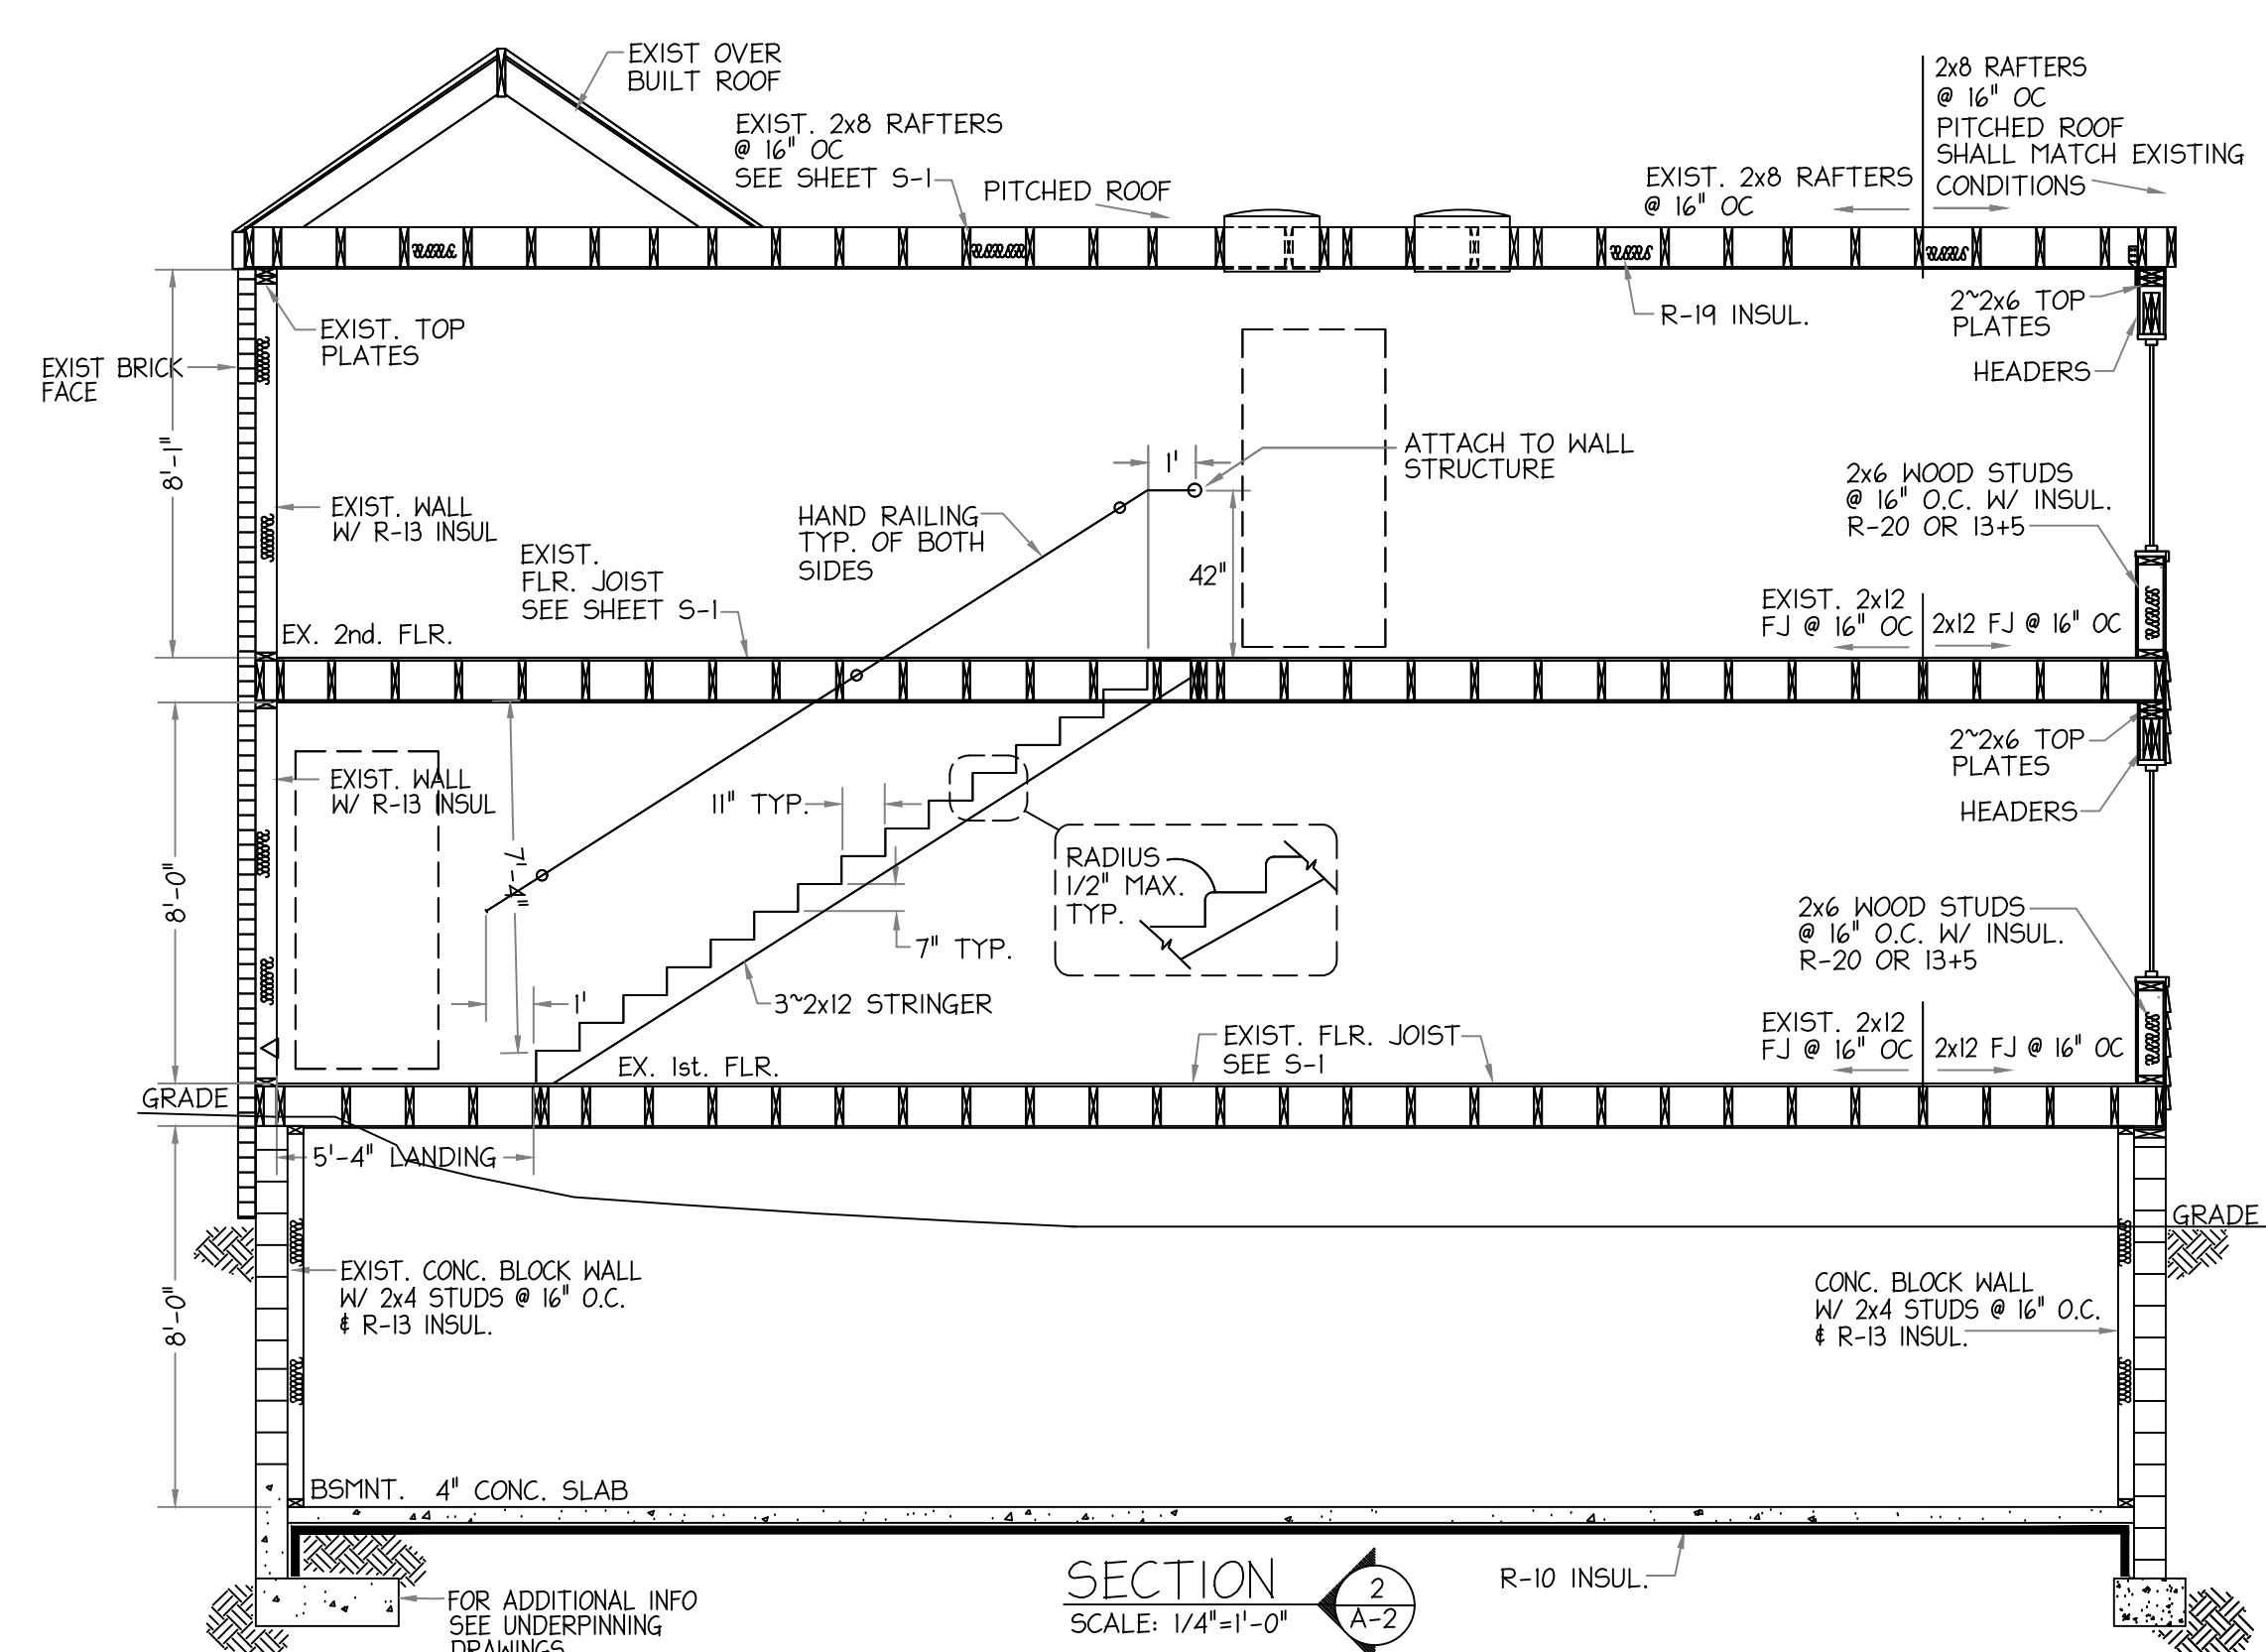 EXIST OVER
BUILT ROOF
EXIST. 2x8 RAFTERS
@ 16" OC
SEE SHEET S-1
PITCHED ROOF
EXIST. 2x8 RAFTERS
@ 16" OC
2x8 RAFTERS
@ 16" OC
PITCHED ROOF
SHALL MATCH EXISTING
CONDITIONS
EXIST. TOP
PLATES
EXIST BRICK
FACE
8'-1"
EXIST. WALL
W/ R-13 INSUL
R-19 INSUL.
2~2x6 TOP
PLATES
HEADERS
1'
ATTACH TO WALL
STRUCTURE
HAND RAILING
TYP. OF BOTH
SIDES
42"
2x6 WOOD STUDS
@ 16" O.C. W/ INSUL.
R-20 OR 13+5
EXIST.
FLR. JOIST
SEE SHEET S-1
EX. 2nd. FLR.
EXIST. 2x12
FJ @ 16" OC
2x12 FJ @ 16" OC
2~2x6 TOP
PLATES
HEADERS
EXIST. WALL
W/ R-13 INSUL
11" TYP.
7'-4"
8'-0"
RADIUS
1/2" MAX.
TYP.
7" TYP.
1'
3~2x12 STRINGER
2x6 WOOD STUDS
@ 16" O.C. W/ INSUL.
R-20 OR 13+5
EX. 1st. FLR.
EXIST. FLR. JOIST
SEE S-1
EXIST. 2x12
FJ @ 16" OC
2x12 FJ @ 16" OC
GRADE
5'-4" LANDING
GRADE
8'-0"
EXIST. CONC. BLOCK WALL
W/ 2x4 STUDS @ 16" O.C.
& R-13 INSUL.
CONC. BLOCK WALL
W/ 2x4 STUDS @ 16" O.C.
& R-13 INSUL.
BSMNT. 4" CONC. SLAB
R-10 INSUL.
FOR ADDITIONAL INFO
SEE UNDERPINNING
DRAWINGS
SECTION
SCALE: 1/4"=1'-0"
2
A-2